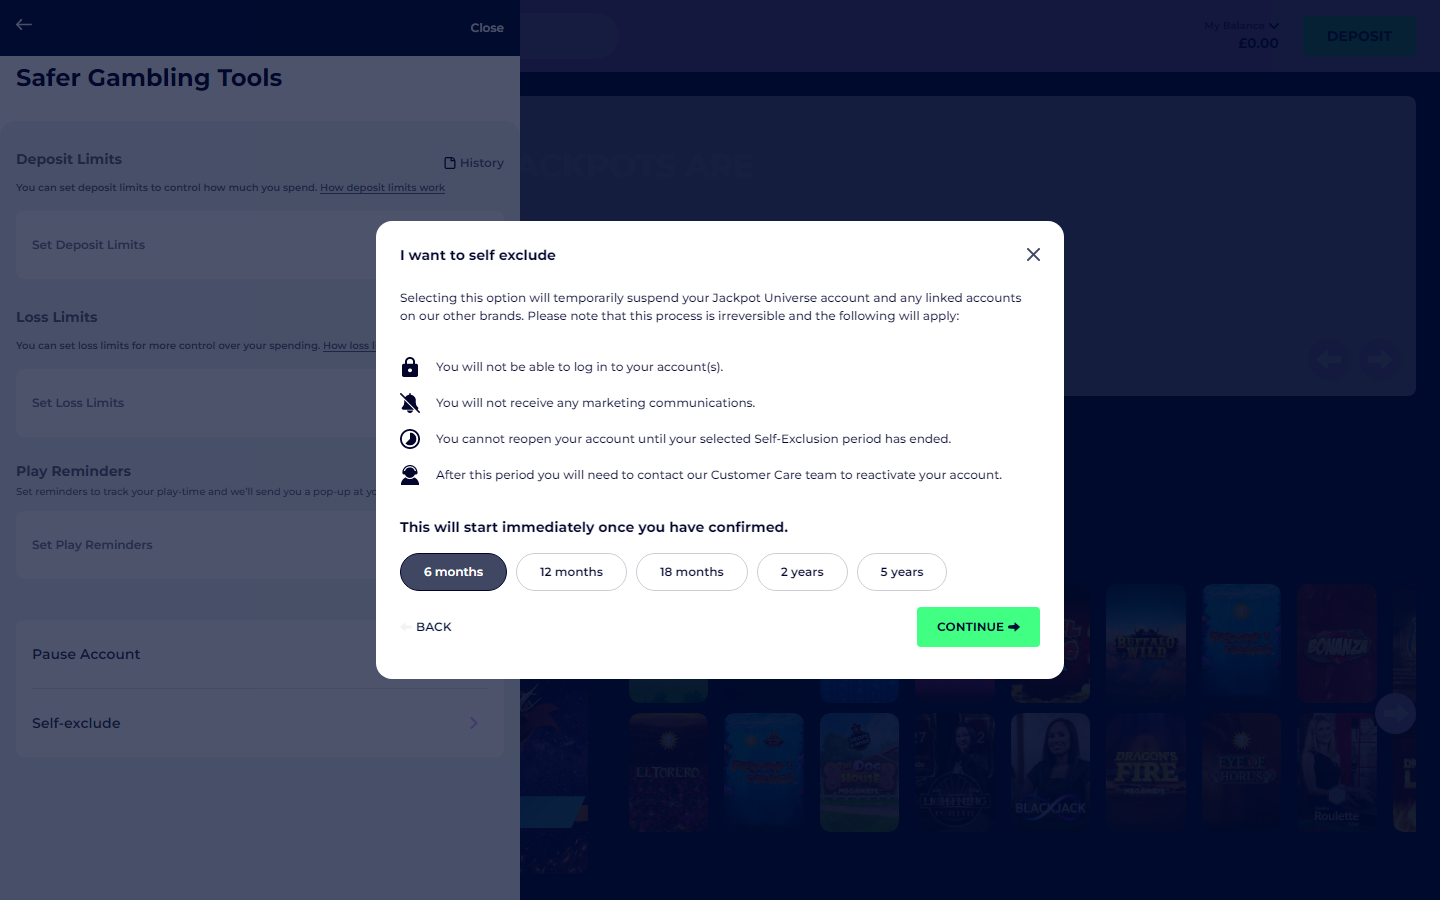 Close
My Balance
£0.00
DEPOSIT
Safer Gambling Tools
Deposit Limits
History
You can set deposit limits to control how much you spend. How deposit limits work
Set Deposit Limits
Loss Limits
You can set loss limits for more control over your spending. How loss
Set Loss Limits
Play Reminders
Set reminders to track your play-time and we'll send you a pop-up at
Set Play Reminders
Pause Account
Self-exclude
JACKPOTS ARE
I want to self exclude
Selecting this option will temporarily suspend your Jackpot Universe account and any linked accounts
on our other brands. Please note that this process is irreversible and the following will apply:
You will not be able to log in to your account(s).
You will not receive any marketing communications.
You cannot reopen your account until your selected Self-Exclusion period has ended.
After this period you will need to contact our Customer Care team to reactivate your account.
This will start immediately once you have confirmed.
6 months
12 months
18 months
2 years
5 years
BACK
CONTINUE
BUFFALO
WILD
BONANZA
EL TORERO
DOG
House
LIGHTNING
BLACKJACK
DRAGON'S
FIRE
EYE OF
HORUS
Roulette